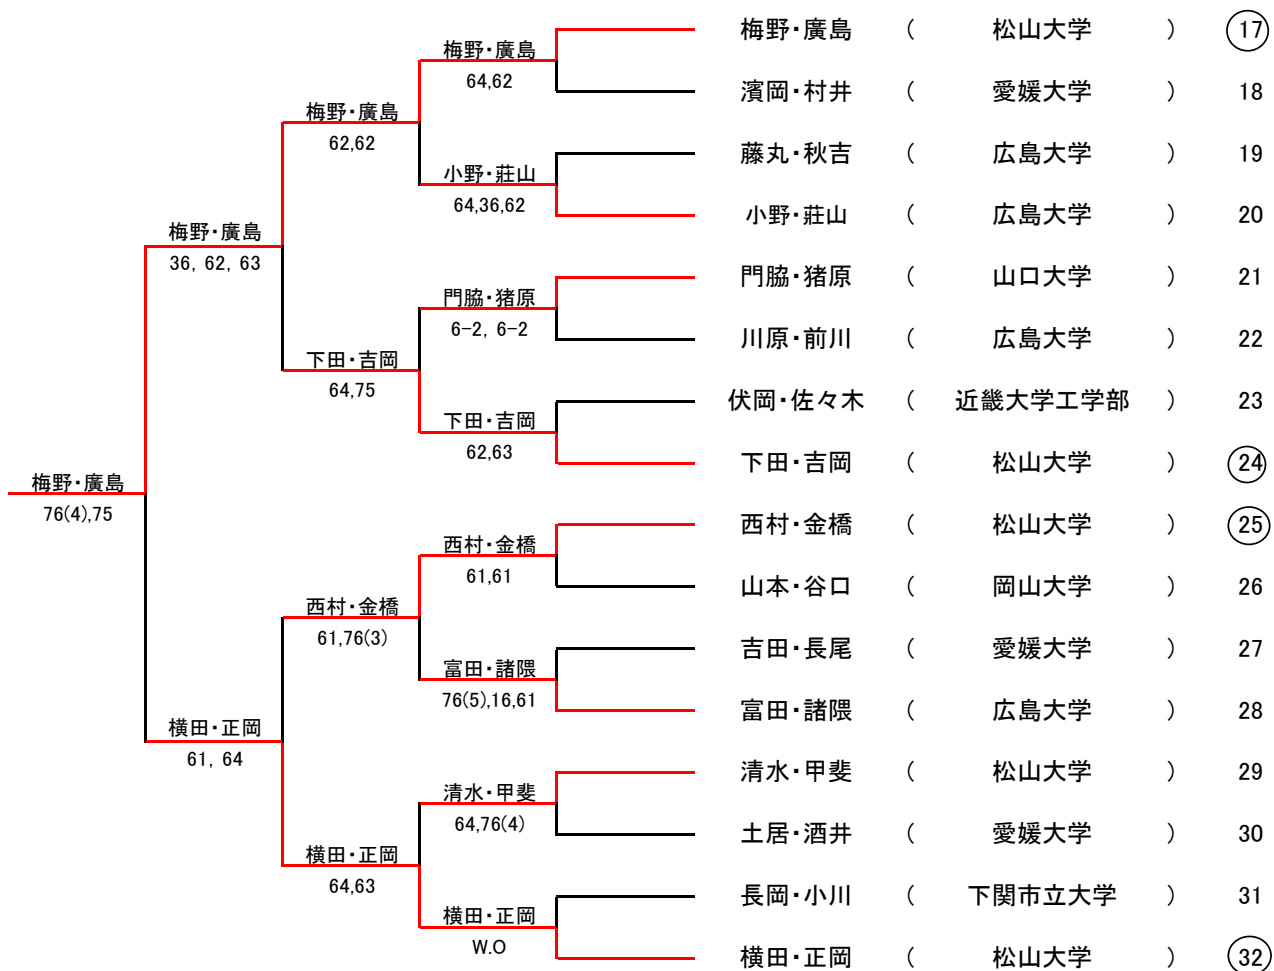 梅野・廣島 ( 松山大学 ) 17
梅野・廣島
64,62
濱岡・村井 ( 愛媛大学 ) 18
梅野・廣島
62,62
藤丸・秋吉 ( 広島大学 ) 19
小野・莊山
64,36,62
小野・莊山 ( 広島大学 ) 20
梅野・廣島
36, 62, 63
門脇・猪原 ( 山口大学 ) 21
門脇・猪原
6-2, 6-2
川原・前川 ( 広島大学 ) 22
下田・吉岡
64,75
伏岡・佐々木 ( 近畿大学工学部 ) 23
下田・吉岡
62,63
下田・吉岡 ( 松山大学 ) 24
梅野・廣島
76(4),75
西村・金橋 ( 松山大学 ) 25
西村・金橋
61,61
山本・谷口 ( 岡山大学 ) 26
西村・金橋
61,76(3)
吉田・長尾 ( 愛媛大学 ) 27
富田・諸隈
76(5),16,61
富田・諸隈 ( 広島大学 ) 28
横田・正岡
61, 64
清水・甲斐 ( 松山大学 ) 29
清水・甲斐
64,76(4)
土居・酒井 ( 愛媛大学 ) 30
横田・正岡
64,63
長岡・小川 ( 下関市立大学 ) 31
横田・正岡
W.O
横田・正岡 ( 松山大学 ) 32